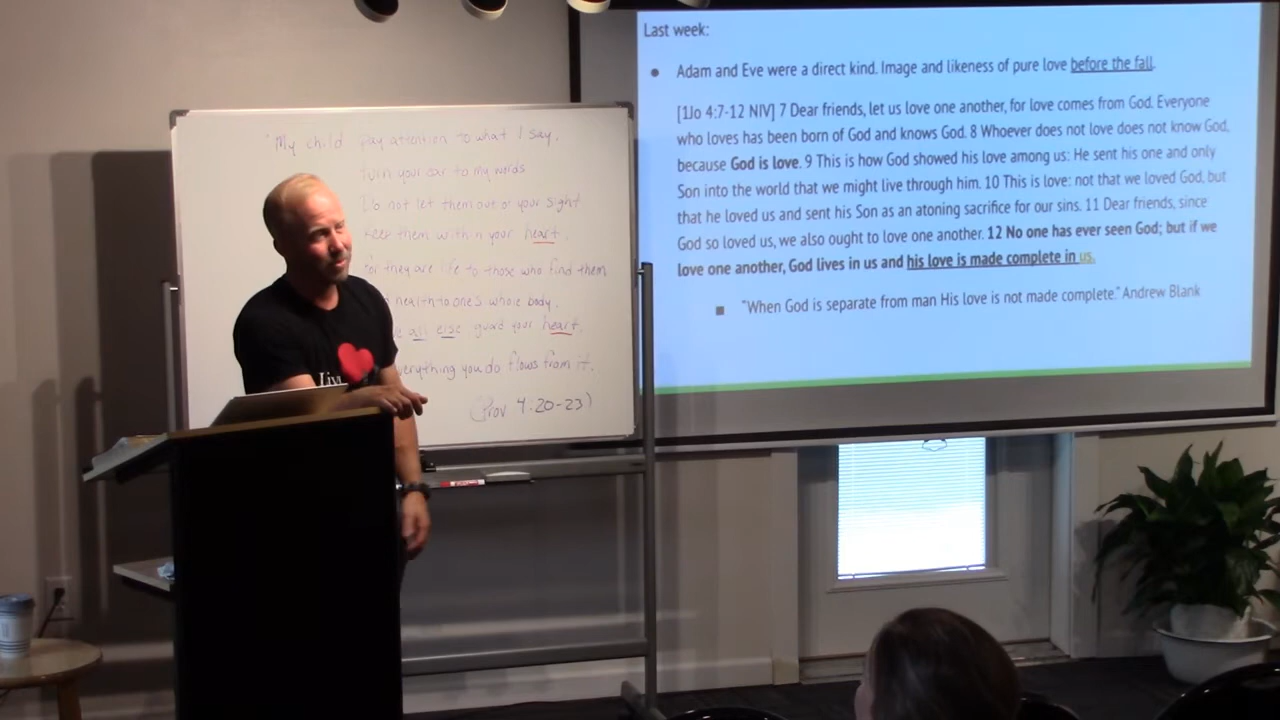 "My child pay attention to what I say.
Turn your ear to my words
Do not let them out of your sight
keep them within your heart.
for they are life to those who find them
health to one's whole body.
all else guard your heart,
everything you do flows from it.
(Prov 4:20-23)
Live
Last week:
Adam and Eve were a direct kind. Image and likeness of pure love before the fall.
[1Jo 4:7-12 NIV] 7 Dear friends, let us love one another, for love comes from God. Everyone
who loves has been born of God and knows God. 8 Whoever does not love does not know God,
because God is love. 9 This is how God showed his love among us: He sent his one and only
Son into the world that we might live through him. 10 This is love: not that we loved God, but
that he loved us and sent his Son as an atoning sacrifice for our sins. 11 Dear friends, since
God so loved us, we also ought to love one another. 12 No one has ever seen God; but if we
love one another, God lives in us and his love is made complete in us.
"When God is separate from man His love is not made complete." Andrew Blank